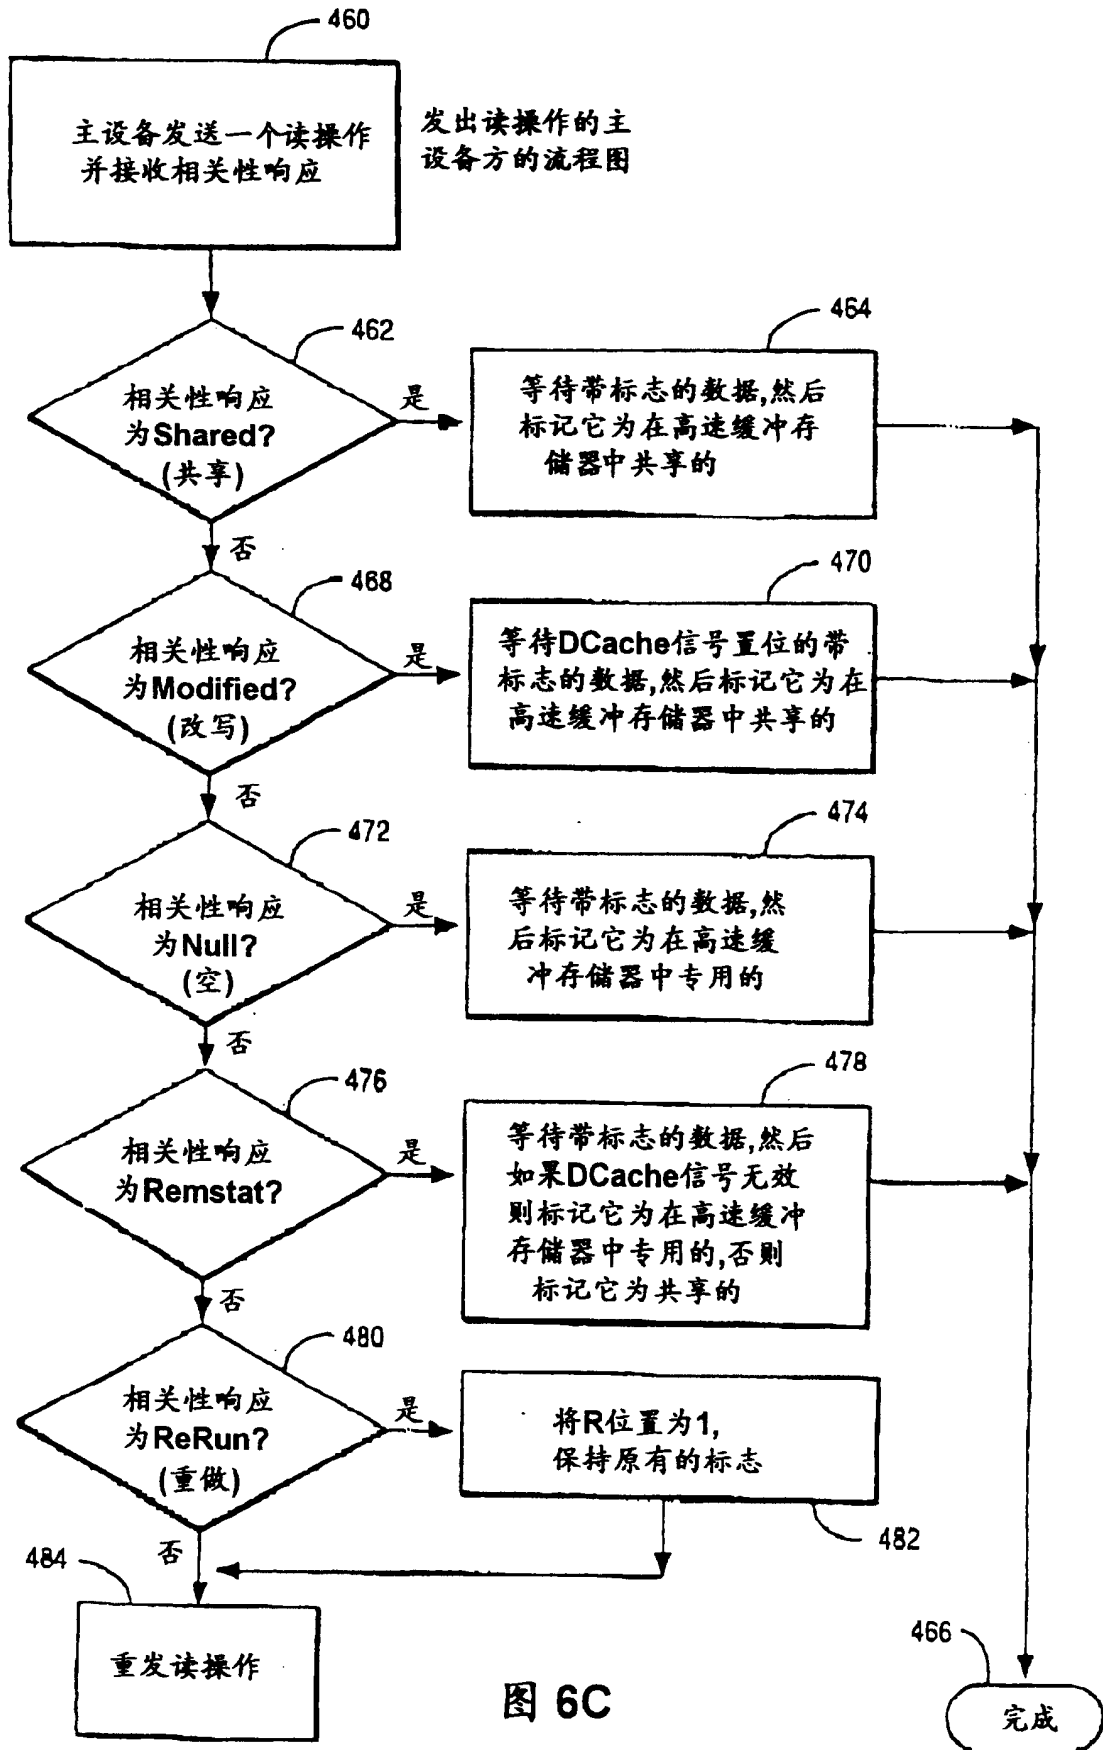 460
主设备发送一个读操作
并接收相关性响应
发出读操作的主
设备方的流程图
462
相关性响应
为Shared?
(共享)
是
464
等待带标志的数据,然后
标记它为在高速缓冲存
储器中共享的
否
468
相关性响应
为Modified?
(改写)
是
470
等待DCache信号置位的带
标志的数据,然后标记它为在
高速缓冲存储器中共享的
否
472
相关性响应
为Null?
(空)
是
474
等待带标志的数据,然
后标记它为在高速缓
冲存储器中专用的
否
476
相关性响应
为Remstat?
是
478
等待带标志的数据,然后
如果DCache信号无效
则标记它为在高速缓冲
存储器中专用的,否则
标记它为共享的
否
480
相关性响应
为ReRun?
(重做)
是
将R位置为1,
保持原有的标志
482
否
484
重发读操作
466
完成
图 6C